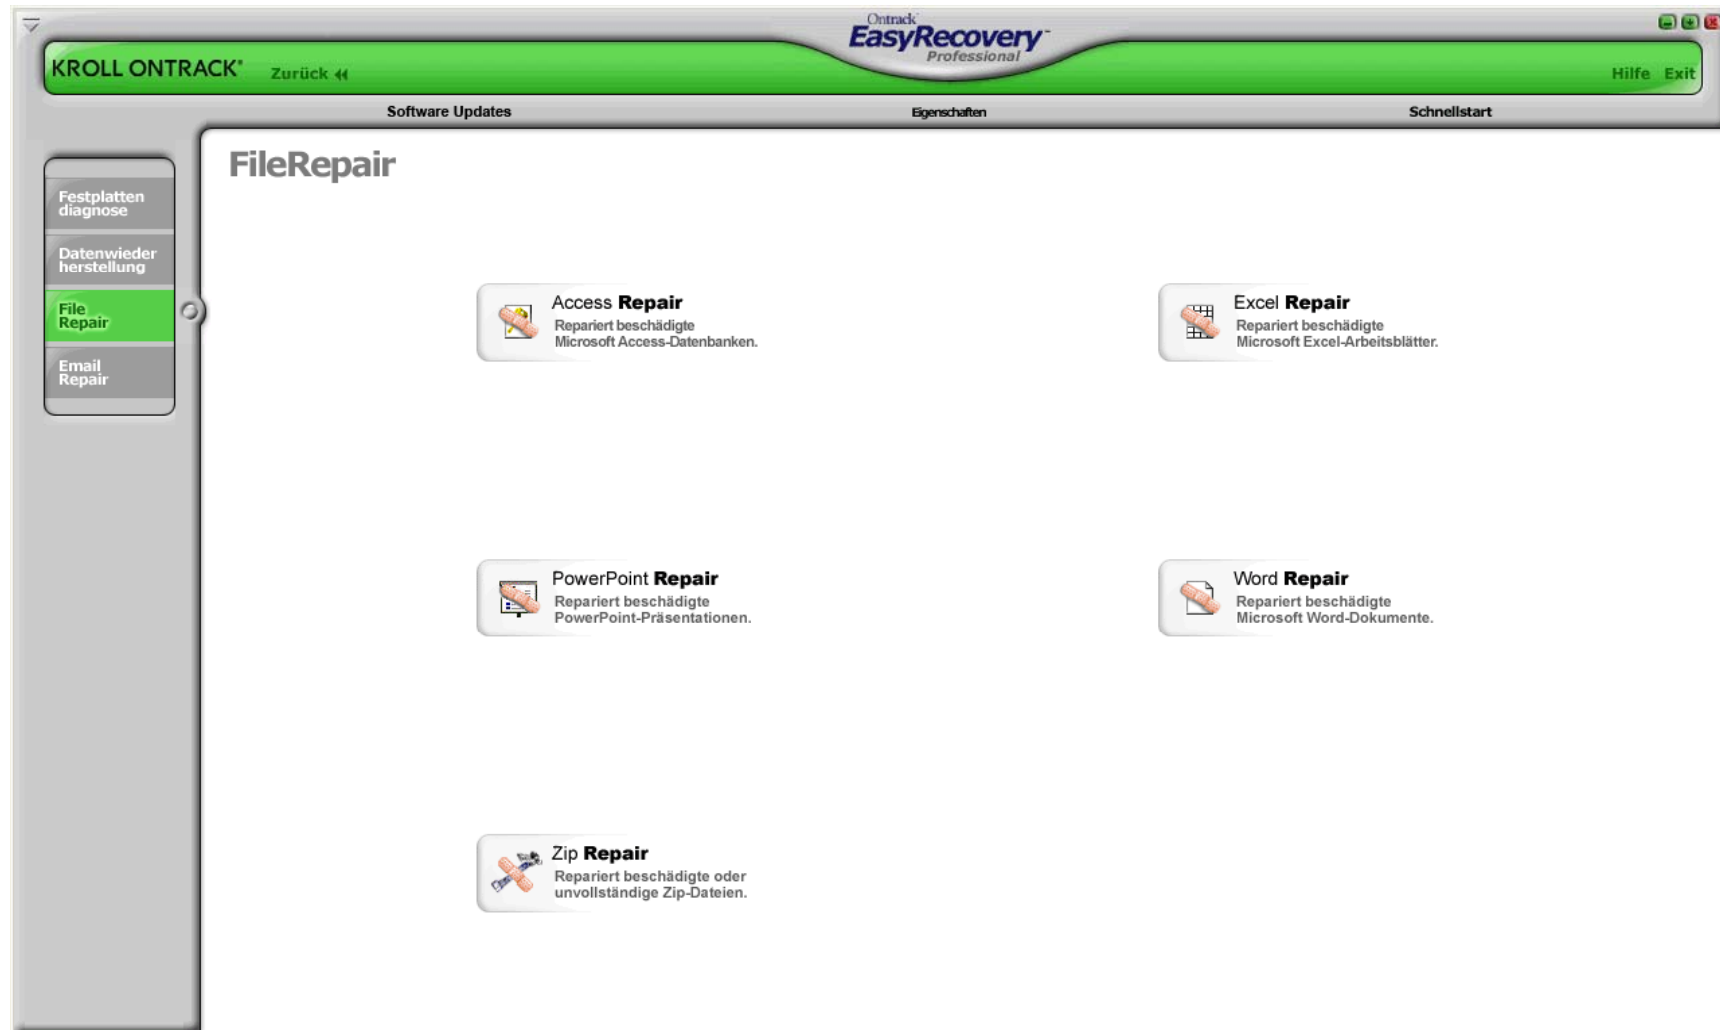 Ontrack
EasyRecovery™
Professional
KROLL ONTRACK®
Zurück
Hilfe Exit
Software Updates
Eigenschaften
Schnellstart
FileRepair
Festplatten
diagnose
Datenwieder
herstellung
File
Repair
Email
Repair
Access Repair
Repariert beschädigte
Microsoft Access-Datenbanken.
Excel Repair
Repariert beschädigte
Microsoft Excel-Arbeitsblätter.
PowerPoint Repair
Repariert beschädigte
PowerPoint-Präsentationen.
Word Repair
Repariert beschädigte
Microsoft Word-Dokumente.
Zip Repair
Repariert beschädigte oder
unvollständige Zip-Dateien.